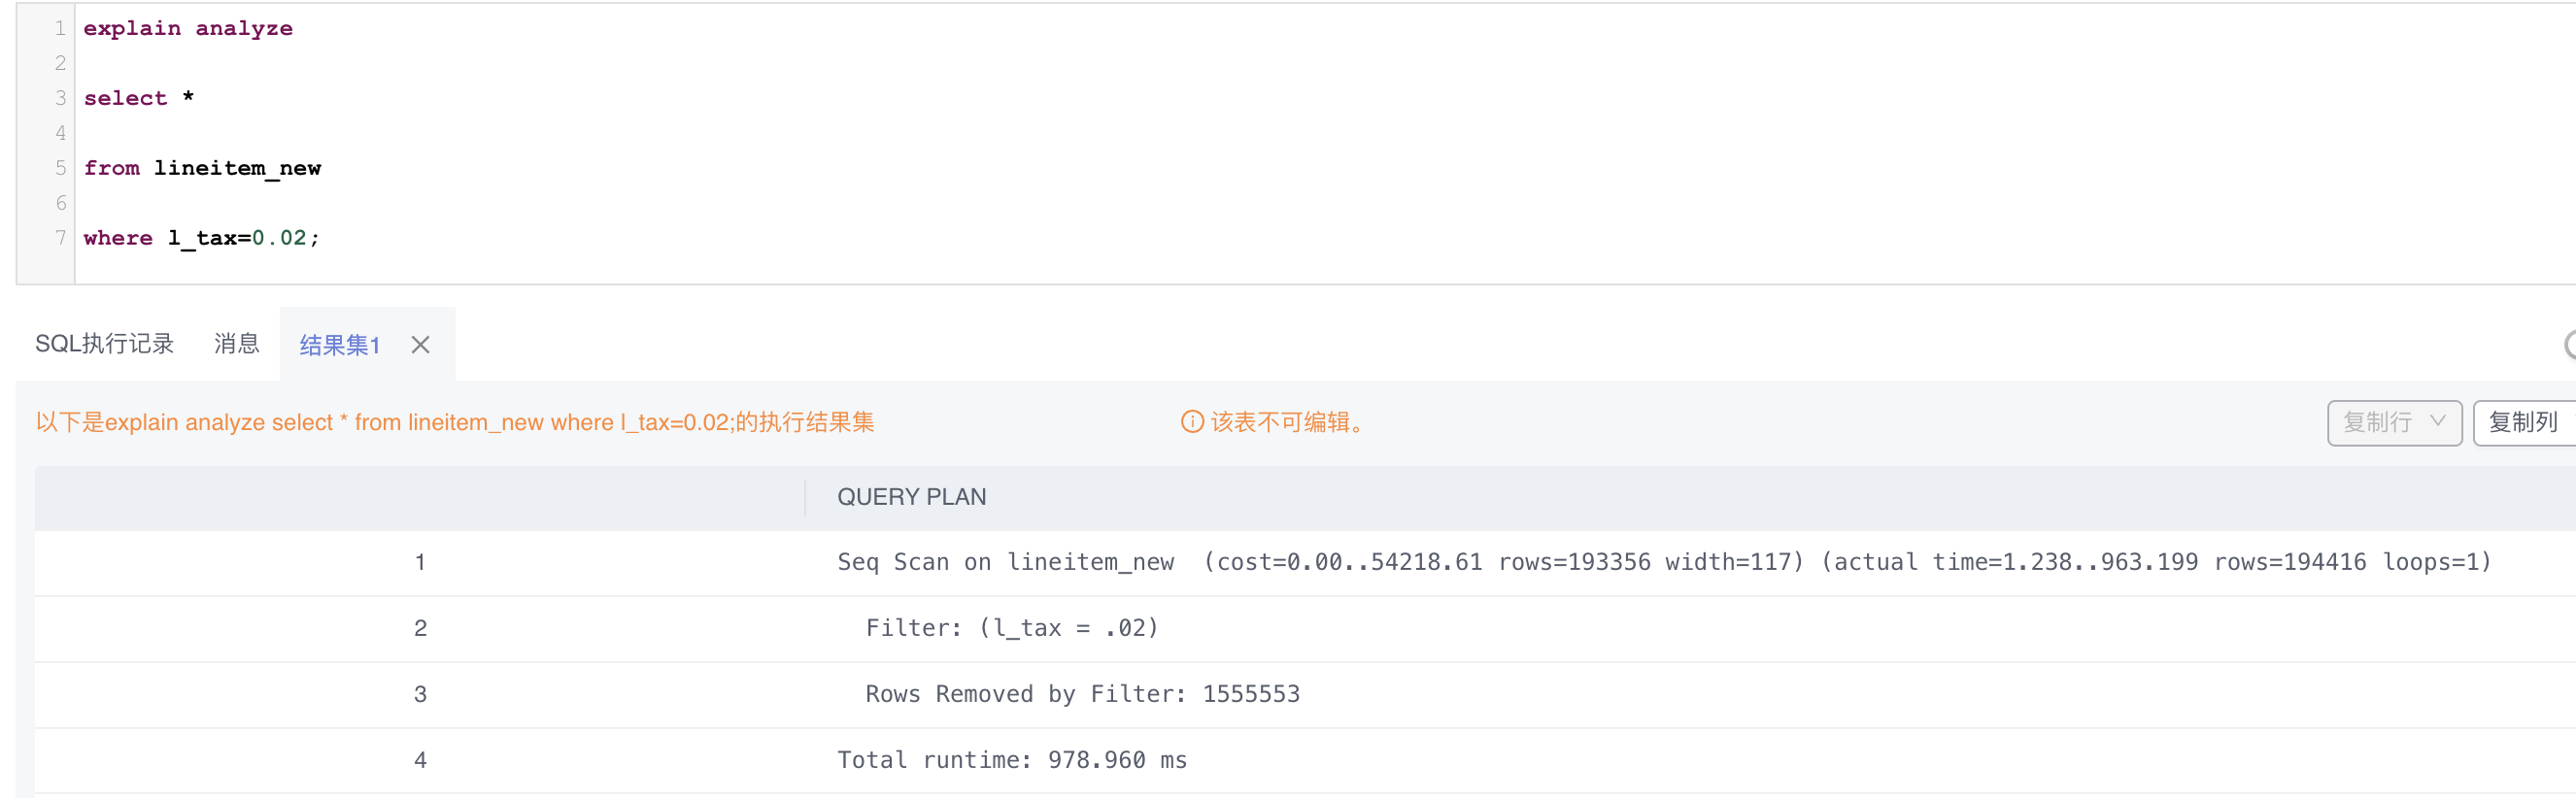 1 explain analyze
2
3 select *
4
5 from lineitem_new
6
7 where l_tax=0.02;
SQL执行记录 消息 结果集1
以下是explain analyze select * from lineitem_new where l_tax=0.02;的执行结果集 该表不可编辑。 复制行 复制列
QUERY PLAN
1 Seq Scan on lineitem_new (cost=0.00..54218.61 rows=193356 width=117) (actual time=1.238..963.199 rows=194416 loops=1)
2 Filter: (l_tax = .02)
3 Rows Removed by Filter: 1555553
4 Total runtime: 978.960 ms